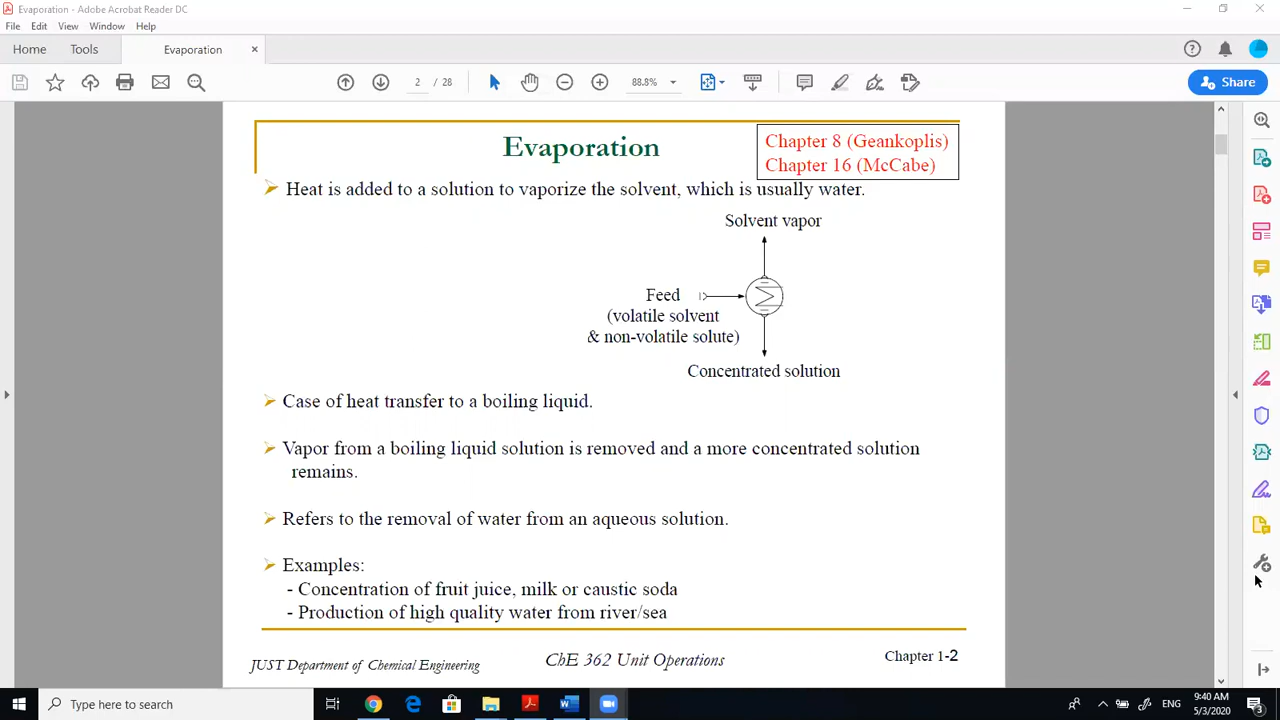 Evaporation - Adobe Acrobat Reader DC
File Edit View Window Help
Home Tools Evaporation ×
2 / 28 88.8% Share
Evaporation
Chapter 8 (Geankoplis)
Chapter 16 (McCabe)
➢ Heat is added to a solution to vaporize the solvent, which is usually water.
Solvent vapor
Feed
(volatile solvent
& non-volatile solute)
Concentrated solution
➢ Case of heat transfer to a boiling liquid.
➢ Vapor from a boiling liquid solution is removed and a more concentrated solution
remains.
➢ Refers to the removal of water from an aqueous solution.
➢ Examples:
- Concentration of fruit juice, milk or caustic soda
- Production of high quality water from river/sea
JUST Department of Chemical Engineering
ChE 362 Unit Operations
Chapter 1-2
Type here to search
ENG
9:40 AM
5/3/2020
3